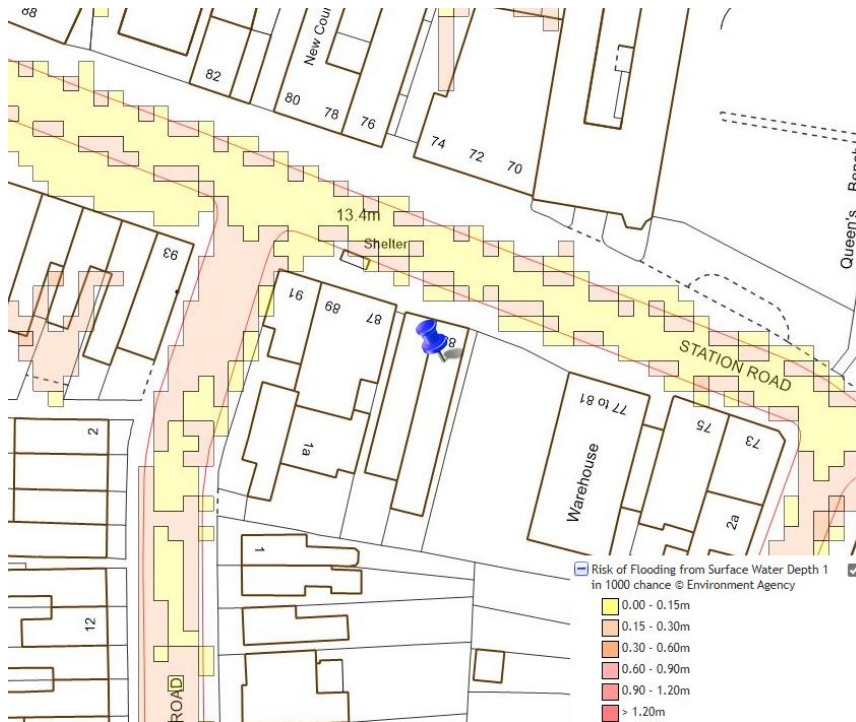 88
82
New Cou
80
78
76
74
72
70
Queen's
13.4m
Shelter
93
91
89
87
STATION ROAD
77 to 81
75
73
Warehouse
2a
1a
2
1
12
ROAD
Risk of Flooding from Surface Water Depth 1
in 1000 chance © Environment Agency
0.00 - 0.15m
0.15 - 0.30m
0.30 - 0.60m
0.60 - 0.90m
0.90 - 1.20m
> 1.20m